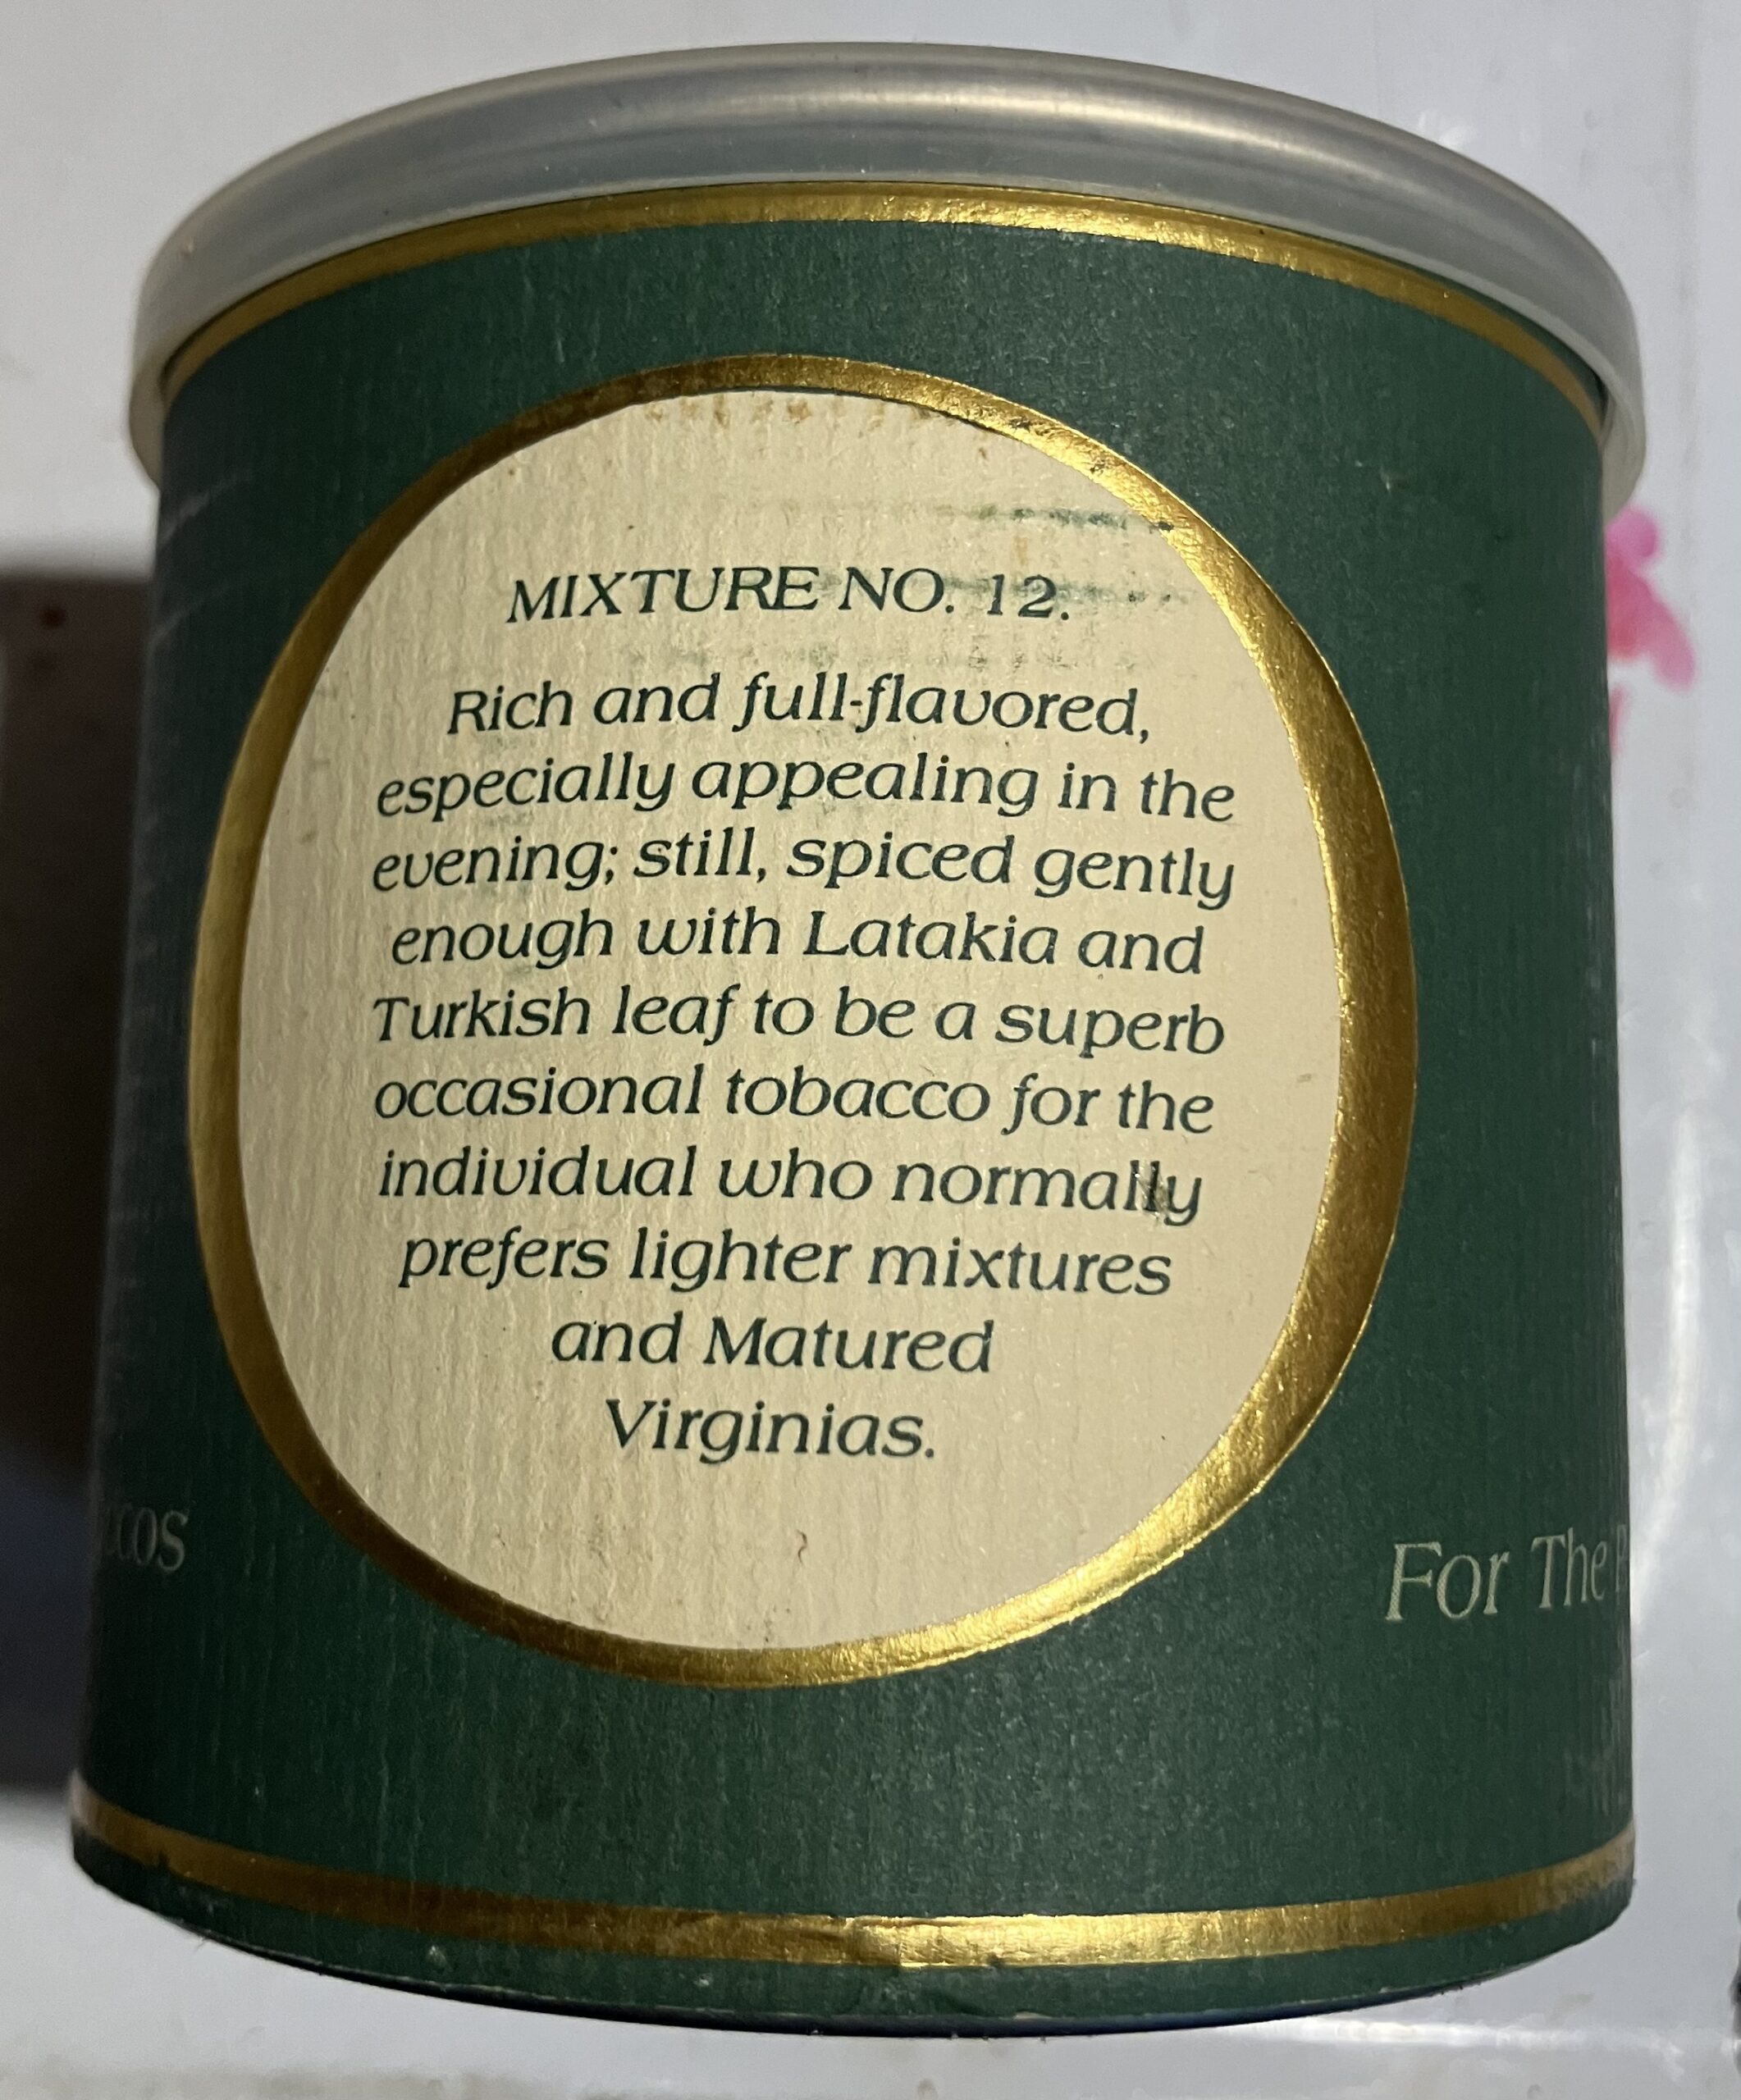 MIXTURE NO. 12.
Rich and full-flavored,
especially appealing in the
evening; still, spiced gently
enough with Latakia and
Turkish leaf to be a superb
occasional tobacco for the
individual who normally
prefers lighter mixtures
and Matured
Virginias.
For The